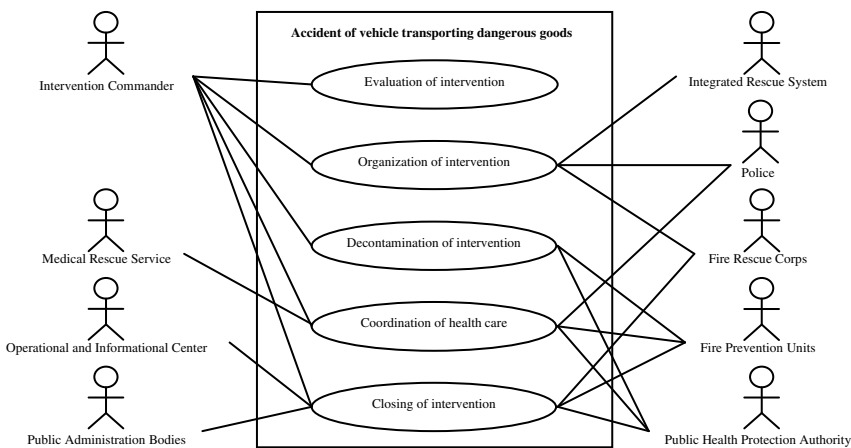 Accident of vehicle transporting dangerous goods
Intervention Commander
Evaluation of intervention
Integrated Rescue System
Organization of intervention
Police
Medical Rescue Service
Decontamination of intervention
Fire Rescue Corps
Operational and Informational Center
Coordination of health care
Fire Prevention Units
Public Administration Bodies
Closing of intervention
Public Health Protection Authority